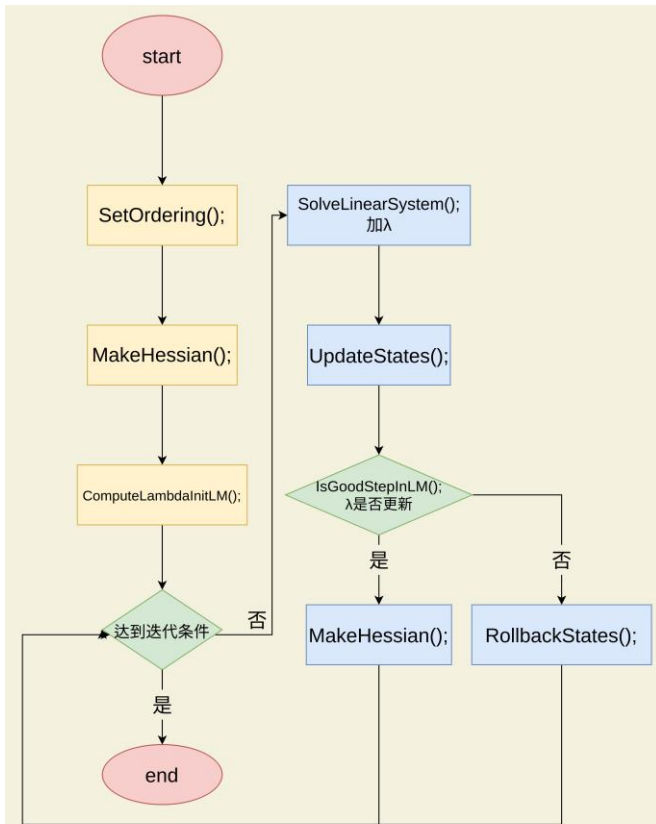 start
SetOrdering();
MakeHessian();
ComputeLambdaInitLM();
达到迭代条件
否
是
end
SolveLinearSystem();
加λ
UpdateStates();
IsGoodStepInLM();
λ是否更新
是
否
MakeHessian();
RollbackStates();